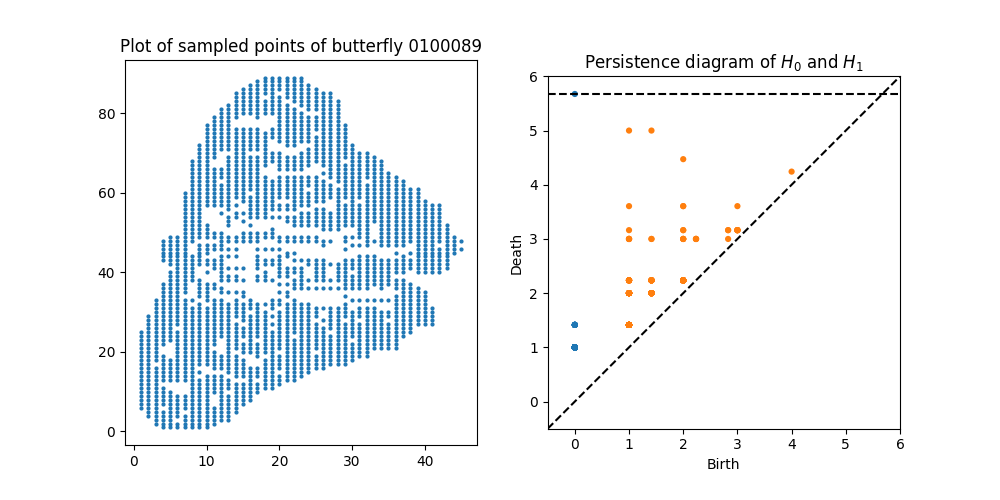 Plot of sampled points of butterfly 0100089
80
60
40
20
0
0 10 20 30 40
Persistence diagram of H₀ and H₁
6
5
4
3
2
1
0
Death
0 1 2 3 4 5 6
Birth